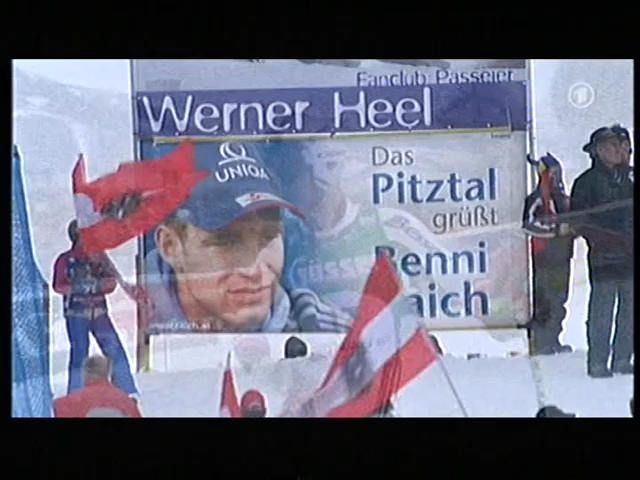 Fanclub Passeier
Werner Heel
UNIQA
Das
Pitztal
grüßt
Benni
aich